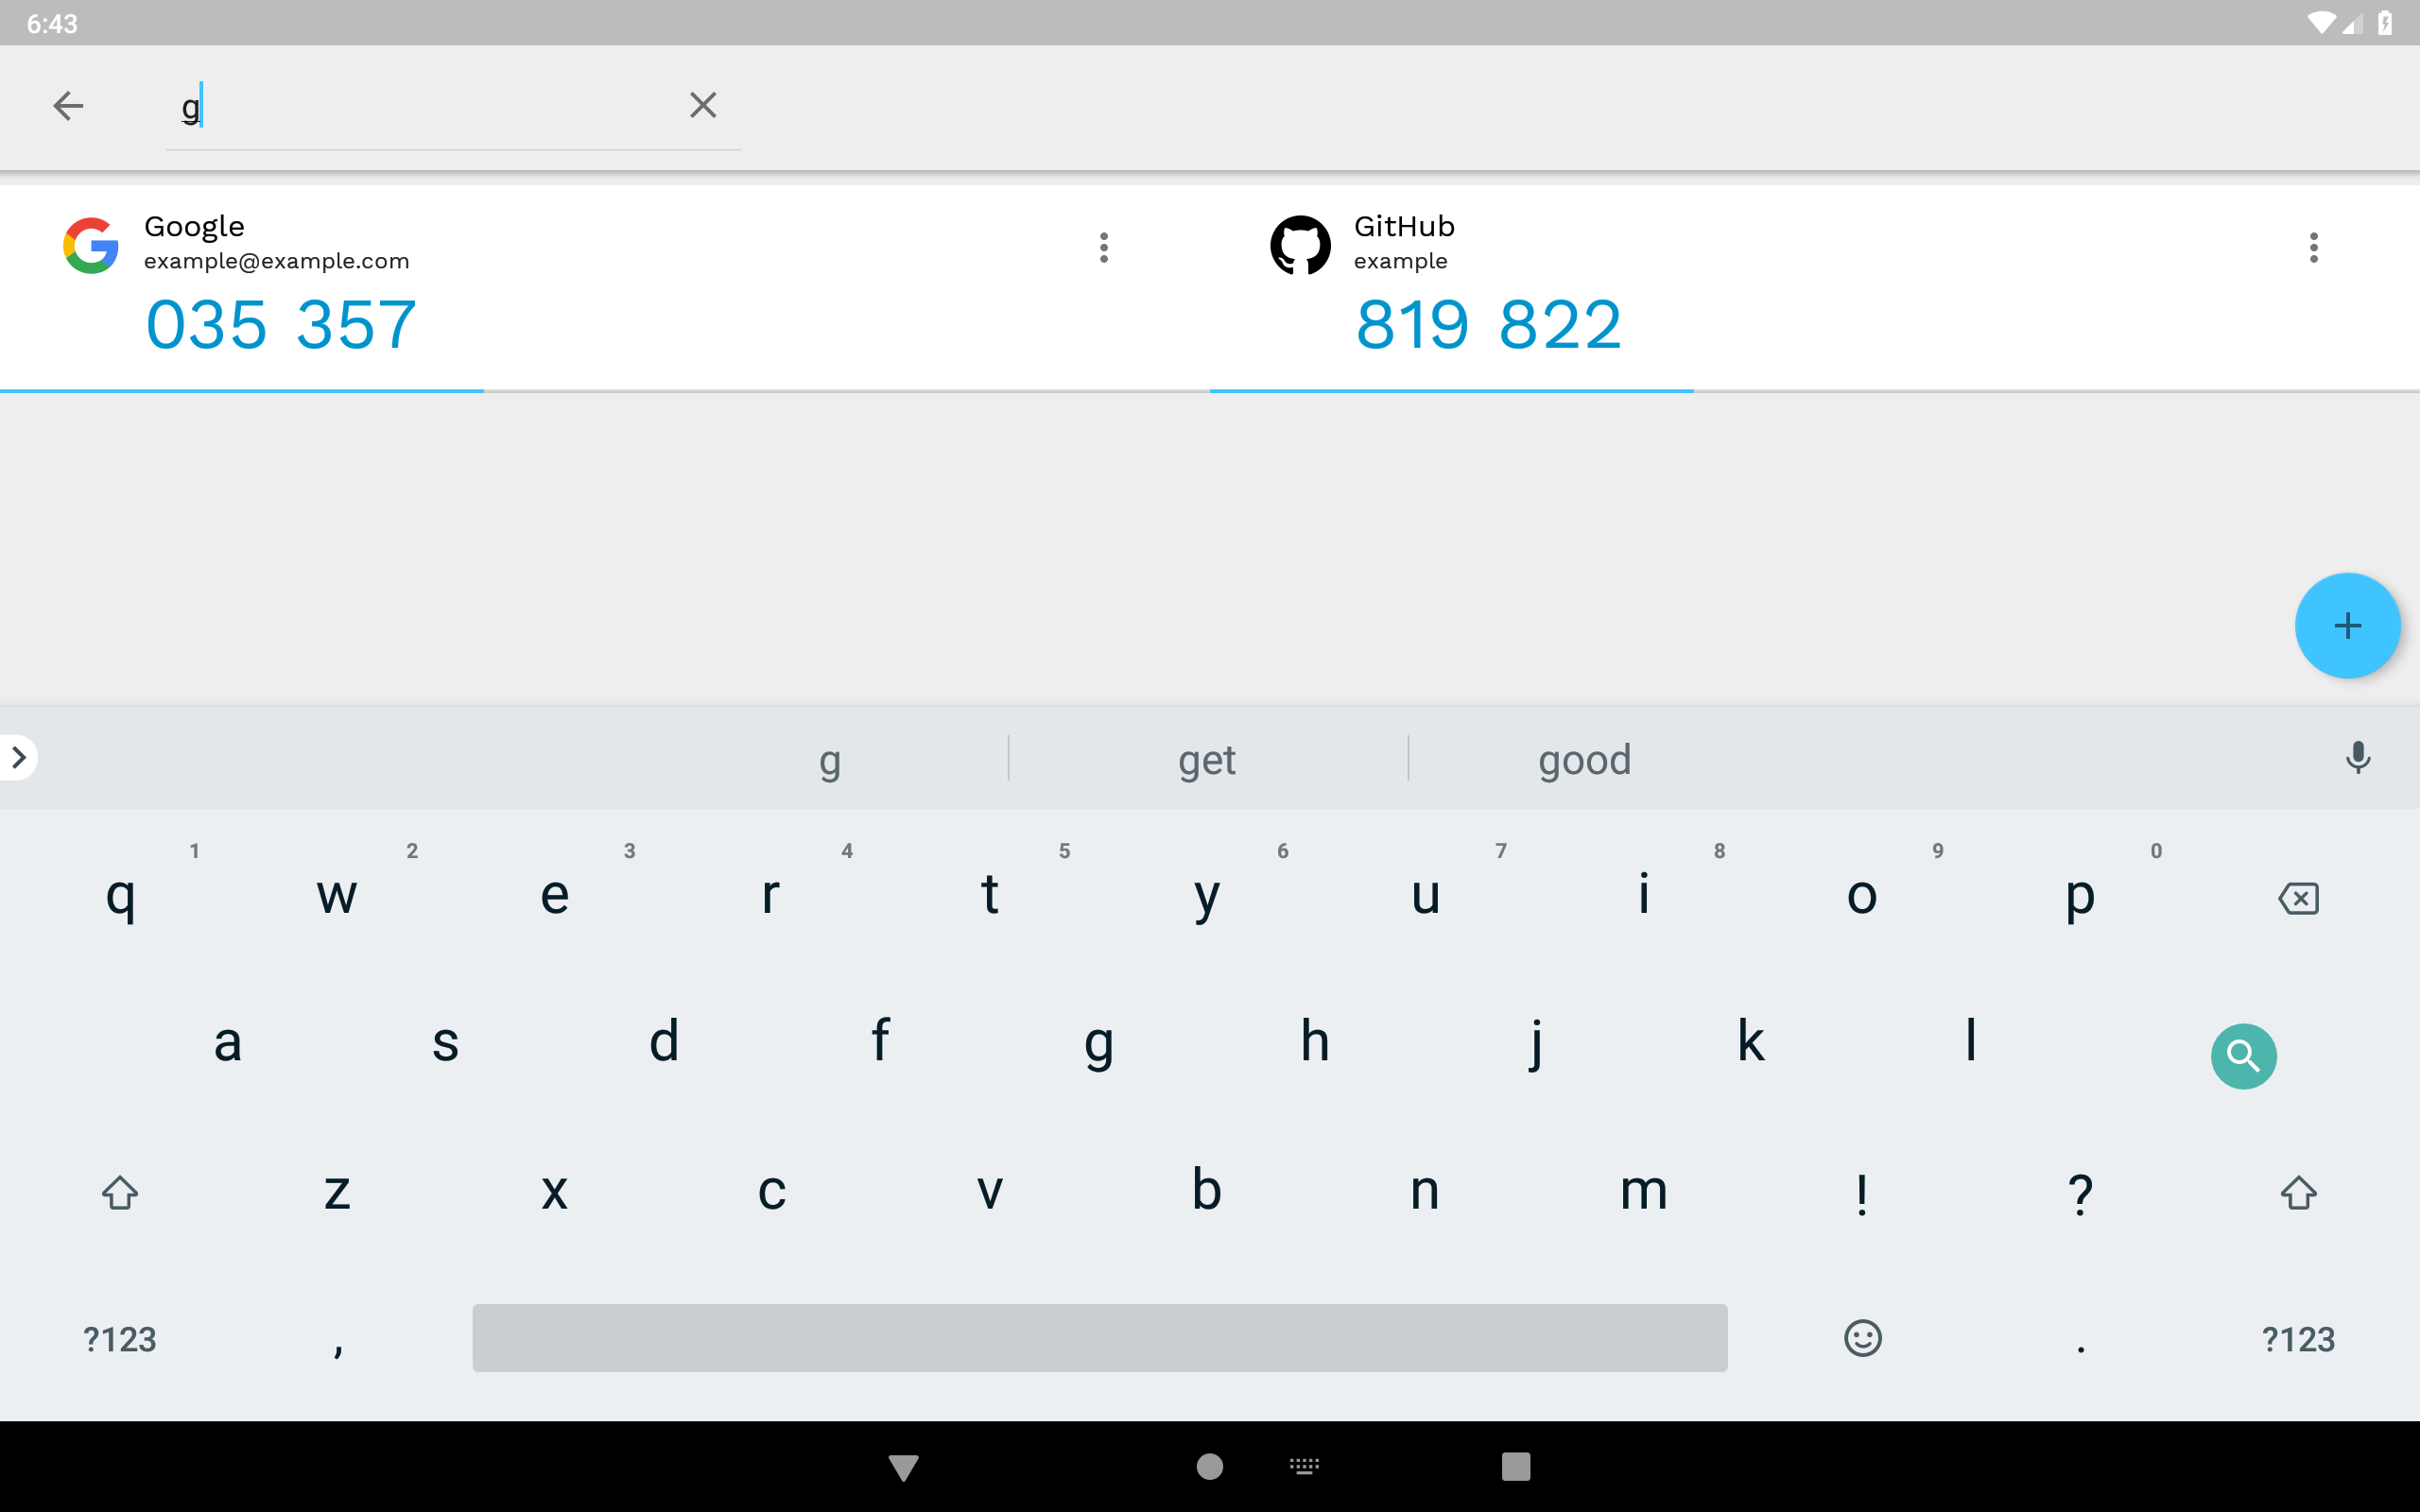 6:43
g
Google
example@example.com
035 357
GitHub
example
819 822
g get good
1 2 3 4 5 6 7 8 9 0
q w e r t y u i o p
a s d f g h j k l
z x c v b n m ! ?
?123 , . ?123